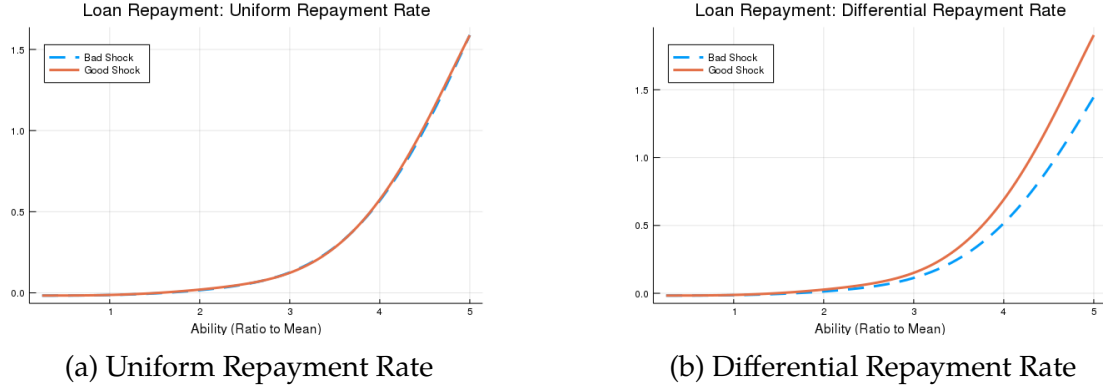 Loan Repayment: Uniform Repayment Rate
1.5
1.0
0.5
0.0
Bad Shock
Good Shock
1 2 3 4 5
Ability (Ratio to Mean)
(a) Uniform Repayment Rate
Loan Repayment: Differential Repayment Rate
1.5
1.0
0.5
0.0
Bad Shock
Good Shock
1 2 3 4 5
Ability (Ratio to Mean)
(b) Differential Repayment Rate